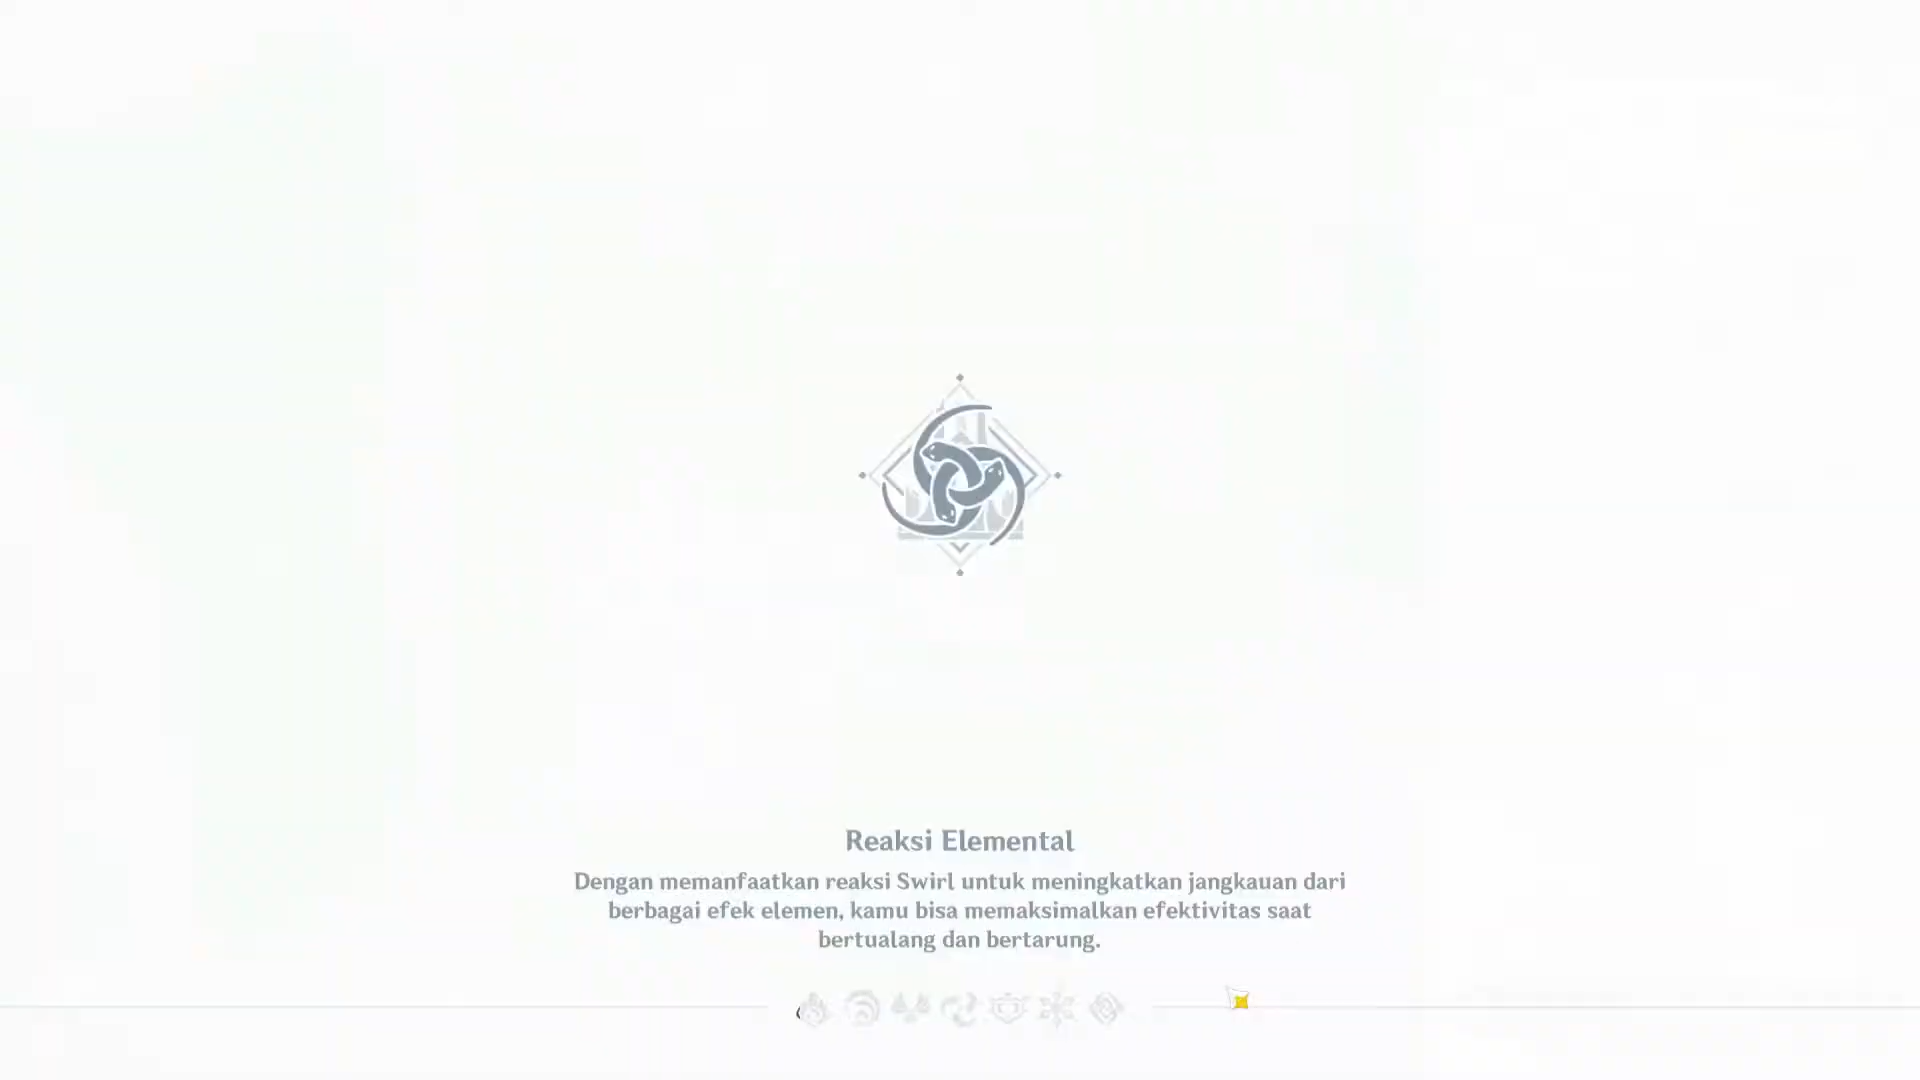 Reaksi Elemental
Dengan memanfaatkan reaksi Swirl untuk meningkatkan jangkauan dari
berbagai efek elemen, kamu bisa memaksimalkan efektivitas saat
bertualang dan bertarung.